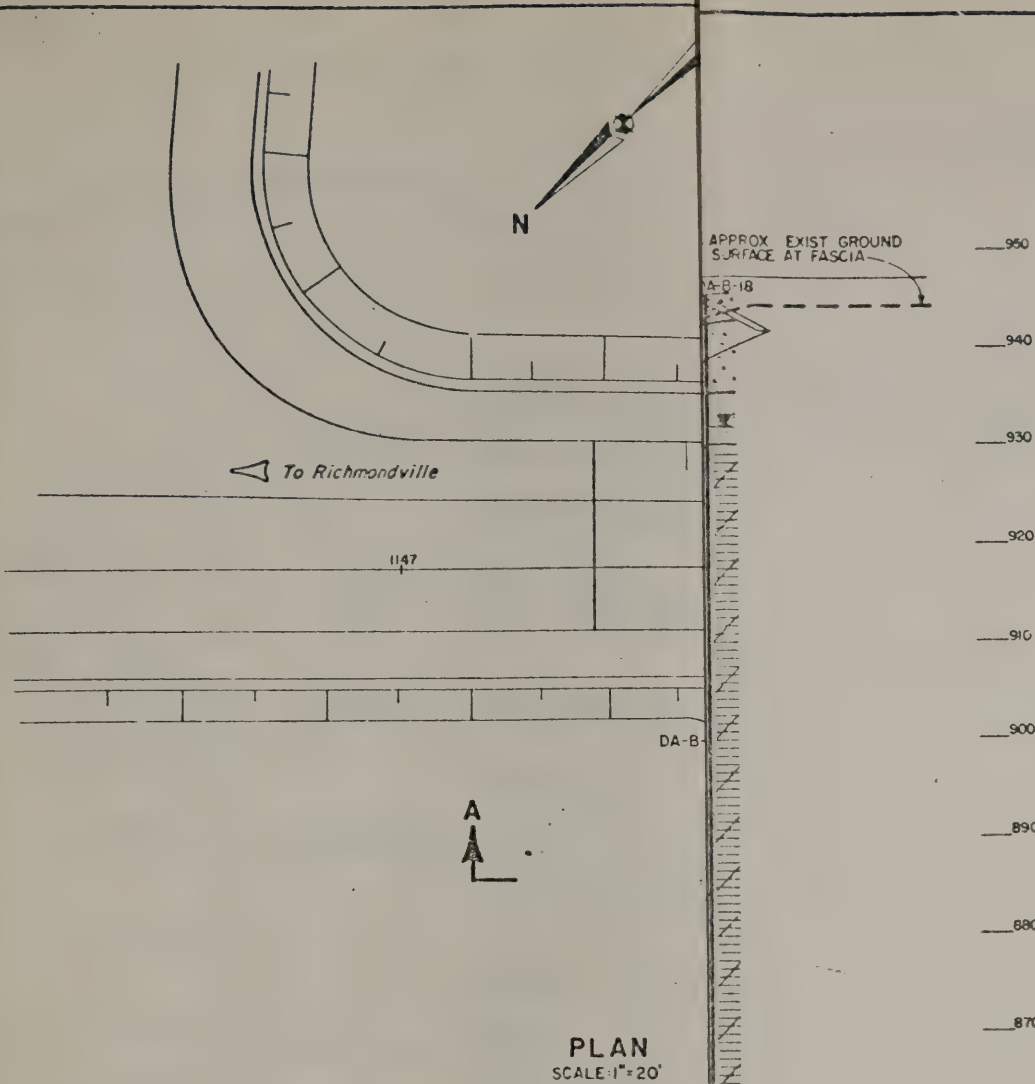 N
APPROX EXIST GROUND
SURFACE AT FASCIA
A-B-18
To Richmondville
1147
DA-B-
A
PLAN
SCALE:1"=20'
950
940
930
920
910
900
890
880
870